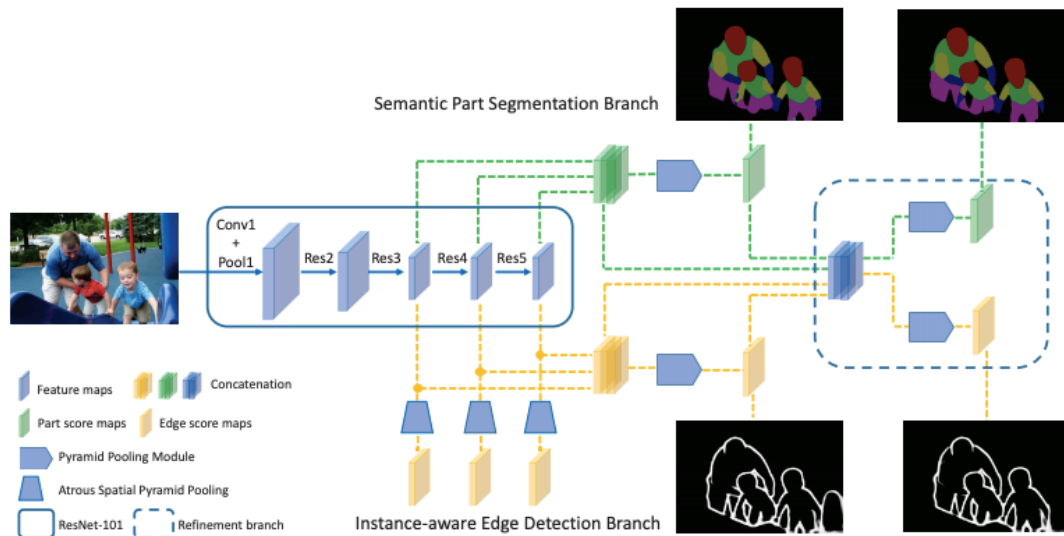 Semantic Part Segmentation Branch
Conv1
+
Pool1
Res2
Res3
Res4
Res5
Feature maps
Concatenation
Part score maps
Edge score maps
Pyramid Pooling Module
Atrous Spatial Pyramid Pooling
ResNet-101
Refinement branch
Instance-aware Edge Detection Branch